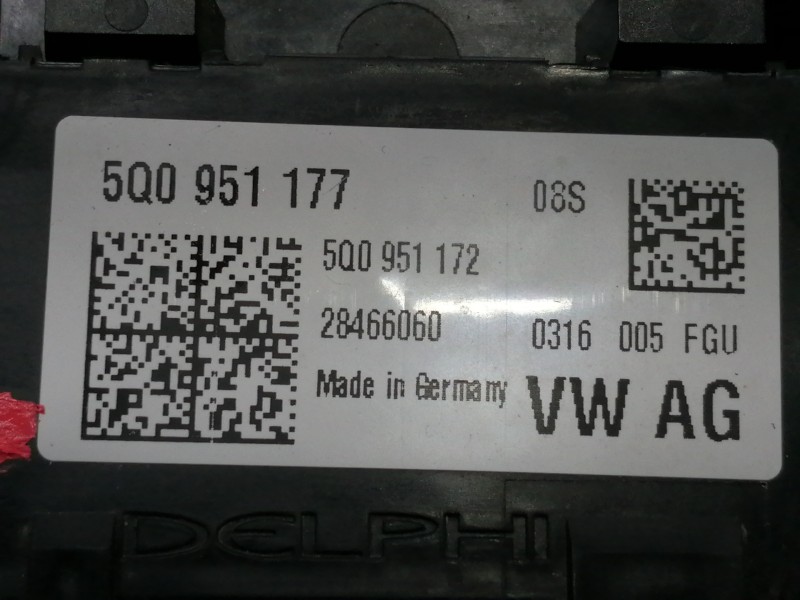 5Q0 951 177
08S
5Q0 951 172
28466060
0316 005 FGU
Made in Germany
VW AG
DELPHI